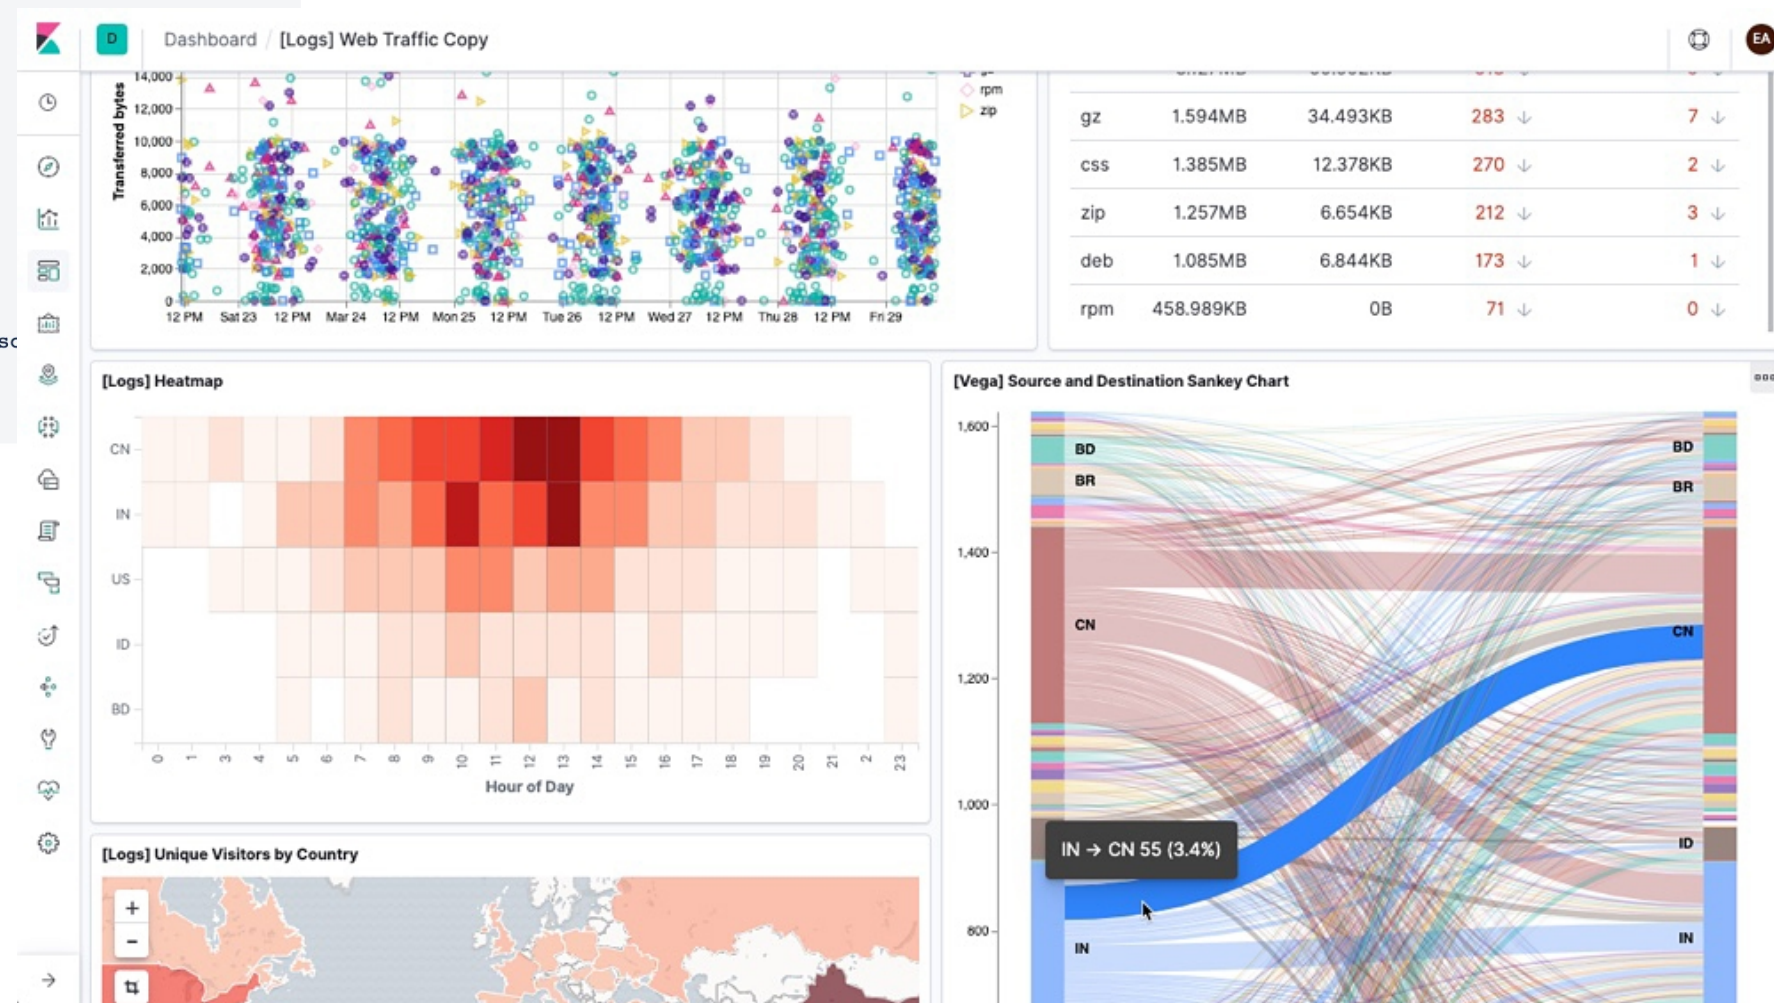 D Dashboard / [Logs] Web Traffic Copy
EA
Transferred bytes
14,000
12,000
10,000
8,000
6,000
4,000
2,000
0
12 PM Sat 23 12 PM Mar 24 12 PM Mon 25 12 PM Tue 26 12 PM Wed 27 12 PM Thu 28 12 PM Fri 29
rpm
zip
gz 1.594MB 34.493KB 283 7
css 1.385MB 12.378KB 270 2
zip 1.257MB 6.654KB 212 3
deb 1.085MB 6.844KB 173 1
rpm 458.989KB 0B 71 0
[Logs] Heatmap
CN
IN
US
ID
BD
0 1 3 4 5 6 7 8 9 10 11 12 13 14 15 16 17 18 19 20 21 2 23
Hour of Day
[Vega] Source and Destination Sankey Chart
1,600
1,400
1,200
1,000
800
BD
BR
CN
IN
BD
BR
CN
ID
IN
IN → CN 55 (3.4%)
[Logs] Unique Visitors by Country
+
−